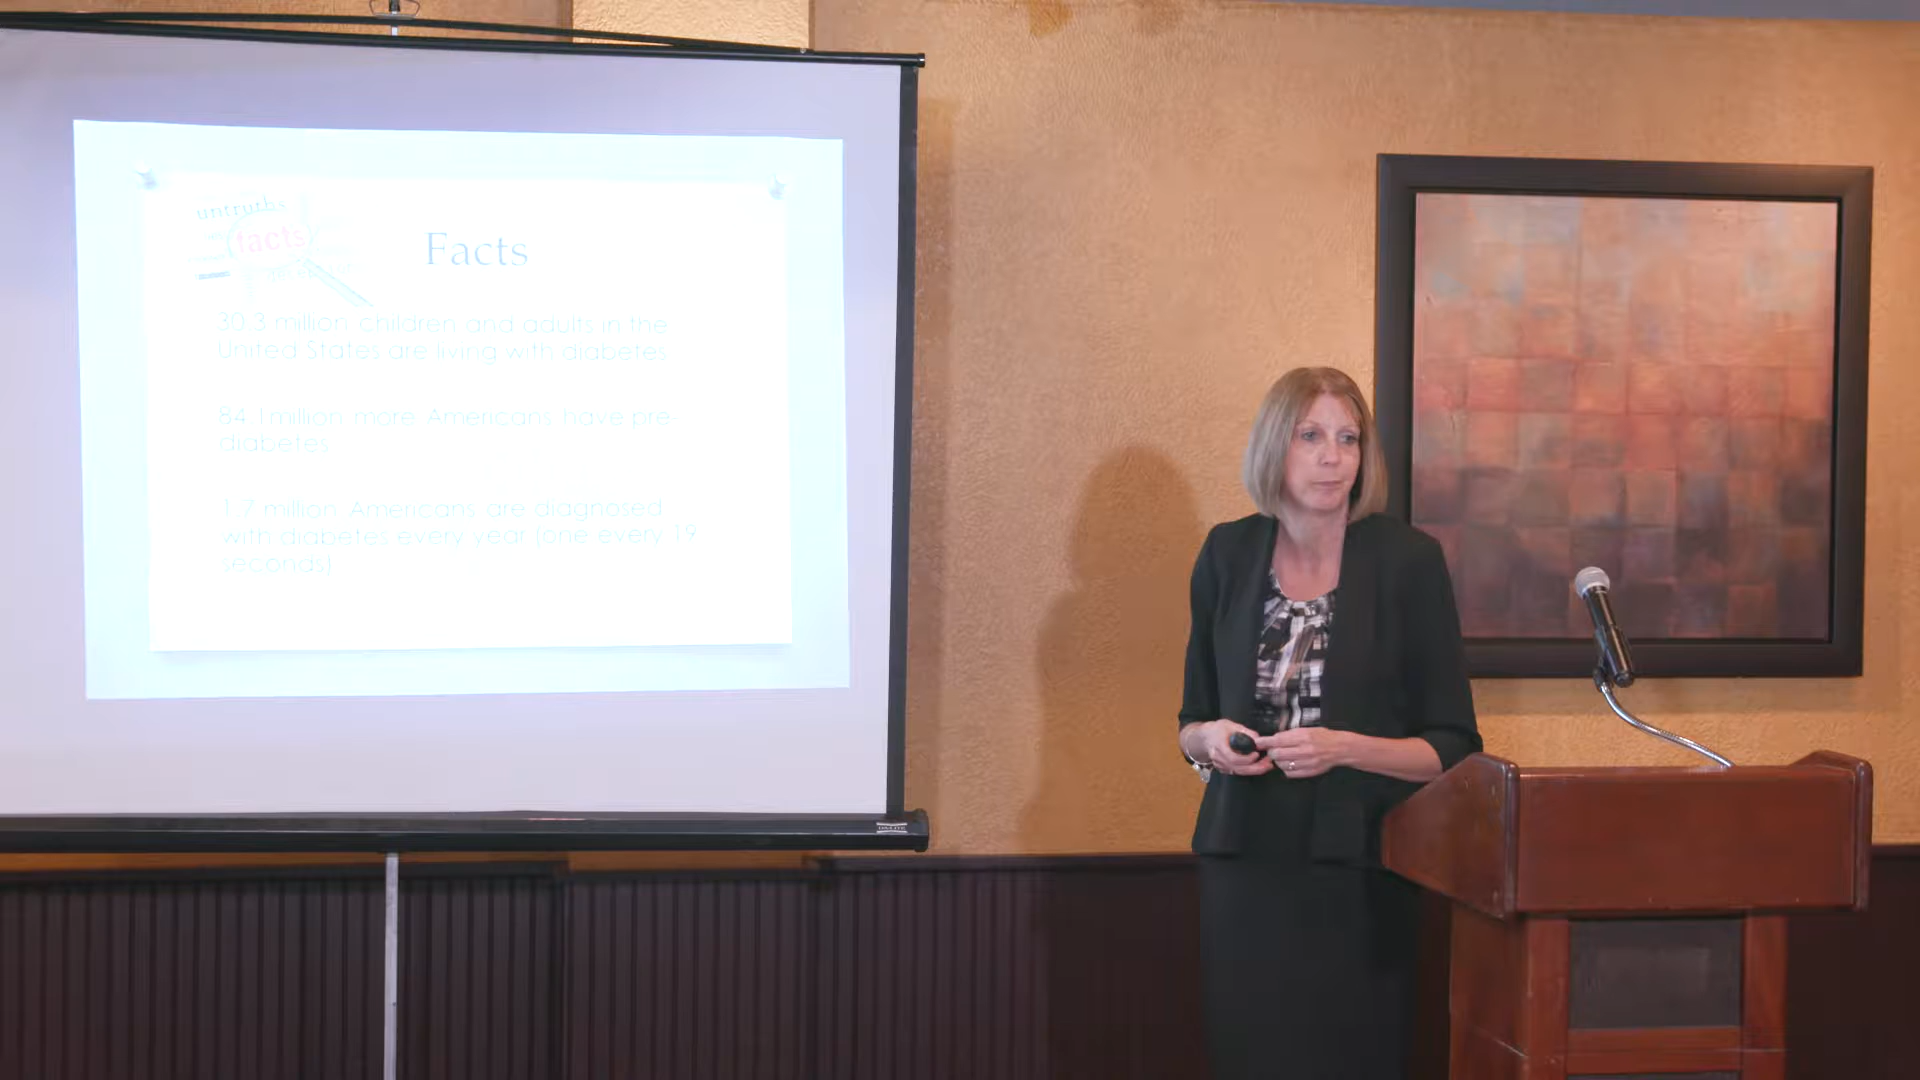 untruths
facts
Facts
30.3 million children and adults in the
United States are living with diabetes
84.1 million more Americans have pre-
diabetes
1.7 million Americans are diagnosed
with diabetes every year (one every 19
seconds)
DA-LITE